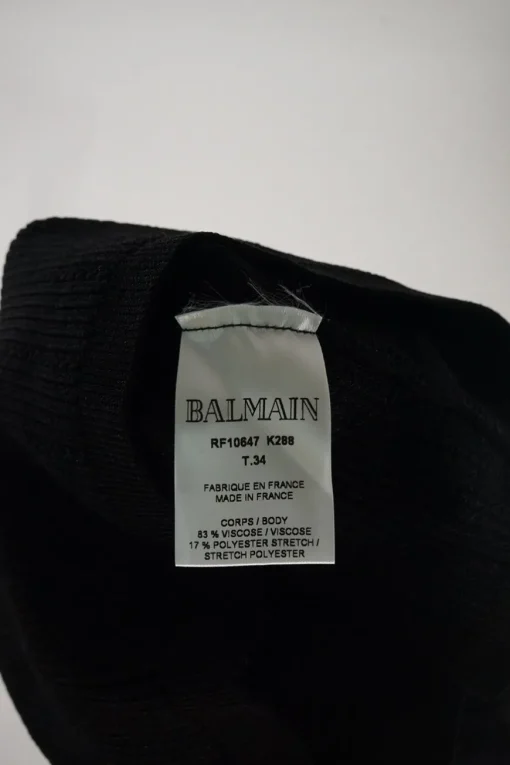 BALMAIN
RF10647 K288
T.34
FABRIQUE EN FRANCE
MADE IN FRANCE
CORPS / BODY
83 % VISCOSE / VISCOSE
17 % POLYESTER STRETCH /
STRETCH POLYESTER